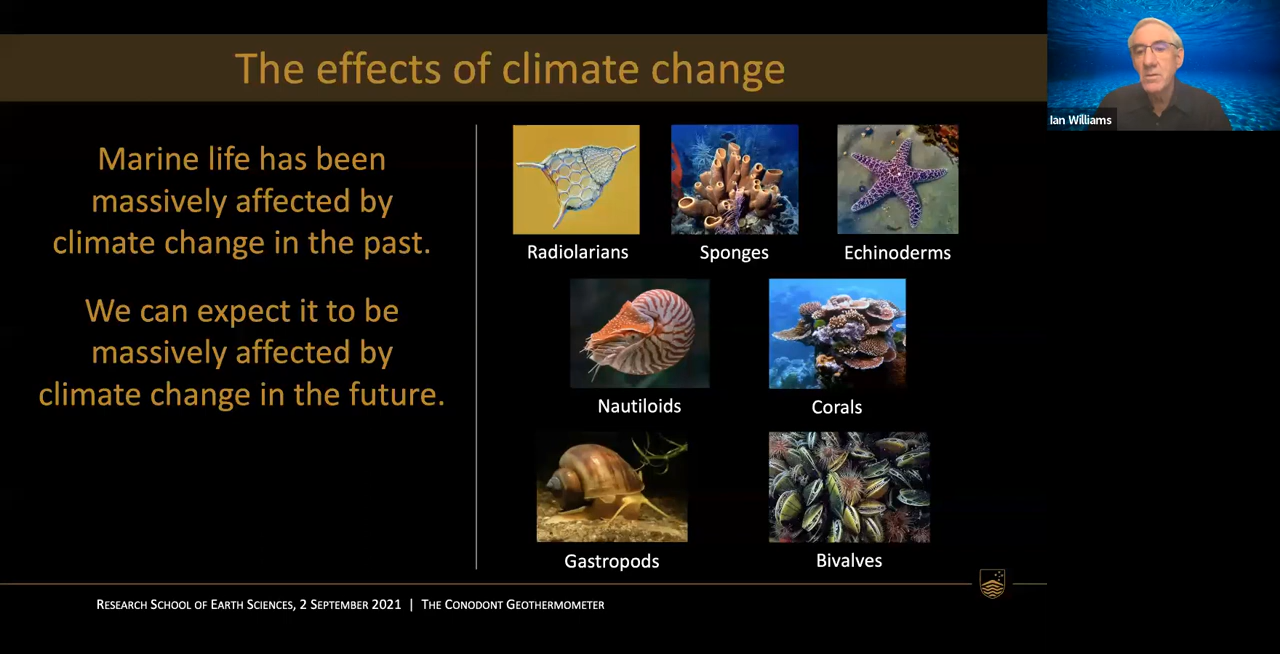 The effects of climate change
Ian Williams
Marine life has been
massively affected by
climate change in the past.
We can expect it to be
massively affected by
climate change in the future.
Radiolarians
Sponges
Echinoderms
Nautiloids
Corals
Gastropods
Bivalves
RESEARCH SCHOOL OF EARTH SCIENCES, 2 SEPTEMBER 2021 | THE CONODONT GEOTHERMOMETER